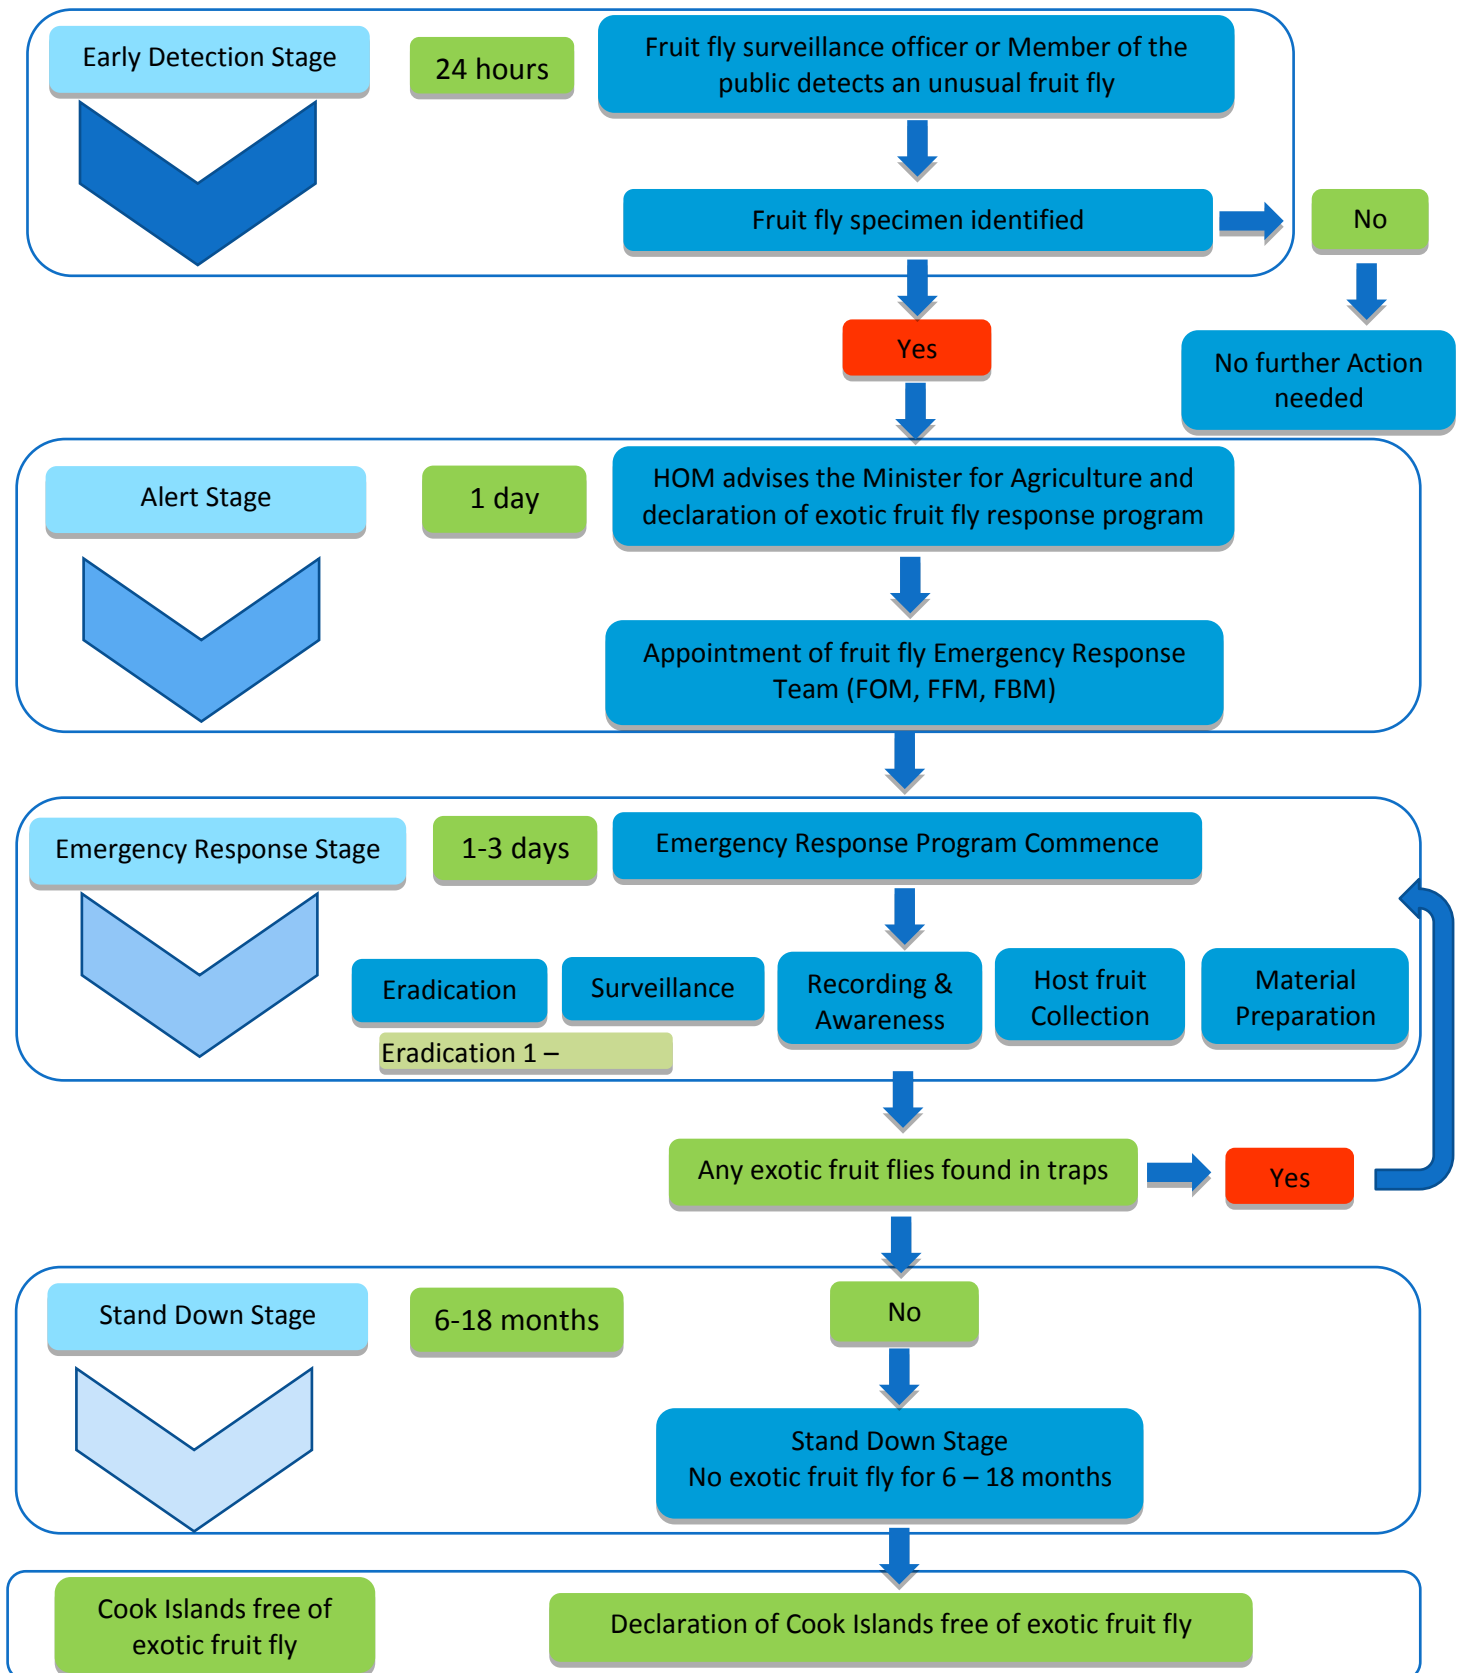 Early Detection Stage
24 hours
Fruit fly surveillance officer or Member of the
public detects an unusual fruit fly
Fruit fly specimen identified
No
Yes
No further Action
needed
Alert Stage
1 day
HOM advises the Minister for Agriculture and
declaration of exotic fruit fly response program
Appointment of fruit fly Emergency Response
Team (FOM, FFM, FBM)
Emergency Response Stage
1-3 days
Emergency Response Program Commence
Eradication
Surveillance
Recording &
Awareness
Host fruit
Collection
Material
Preparation
Eradication 1 –
Any exotic fruit flies found in traps
Yes
Stand Down Stage
6-18 months
No
Stand Down Stage
No exotic fruit fly for 6 – 18 months
Cook Islands free of
exotic fruit fly
Declaration of Cook Islands free of exotic fruit fly